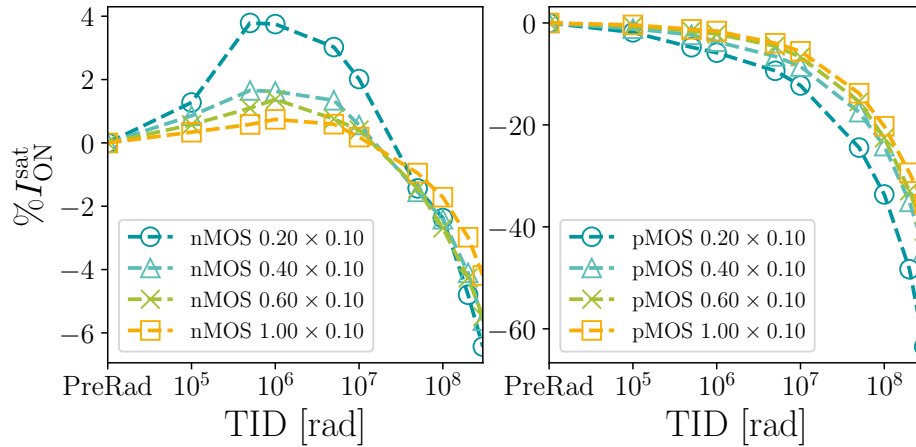 %I_ON^sat
4
2
0
−2
−4
−6
nMOS 0.20 × 0.10
nMOS 0.40 × 0.10
nMOS 0.60 × 0.10
nMOS 1.00 × 0.10
PreRad 10^5 10^6 10^7 10^8
TID [rad]
0
−20
−40
−60
pMOS 0.20 × 0.10
pMOS 0.40 × 0.10
pMOS 0.60 × 0.10
pMOS 1.00 × 0.10
PreRad 10^5 10^6 10^7 10^8
TID [rad]